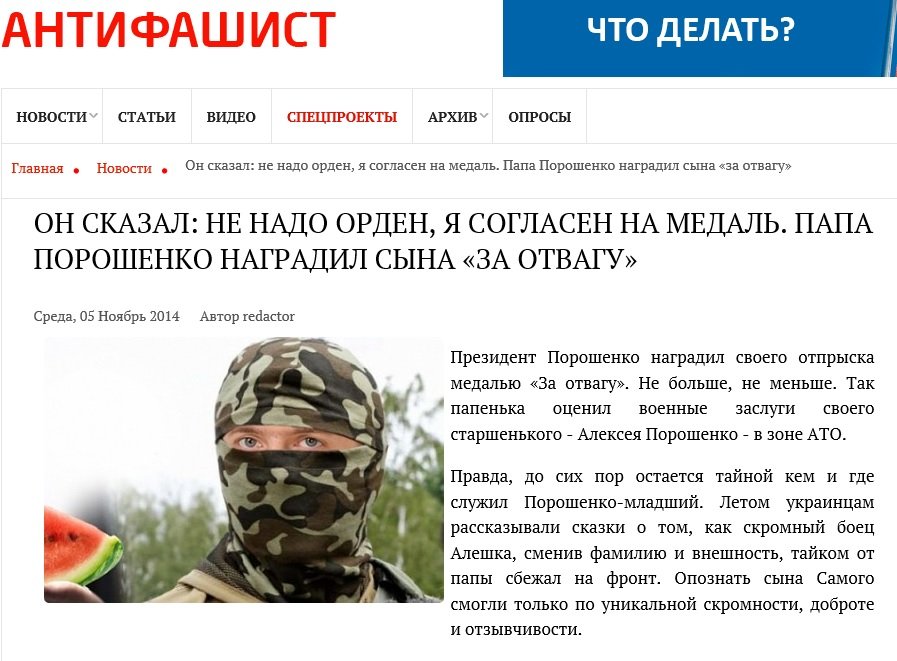 АНТИФАШИСТ
ЧТО ДЕЛАТЬ?
НОВОСТИ СТАТЬИ ВИДЕО СПЕЦПРОЕКТЫ АРХИВ ОПРОСЫ
Главная • Новости • Он сказал: не надо орден, я согласен на медаль. Папа Порошенко наградил сына «за отвагу»
ОН СКАЗАЛ: НЕ НАДО ОРДЕН, Я СОГЛАСЕН НА МЕДАЛЬ. ПАПА
ПОРОШЕНКО НАГРАДИЛ СЫНА «ЗА ОТВАГУ»
Среда, 05 Ноябрь 2014 Автор redactor
Президент Порошенко наградил своего отпрыска
медалью «За отвагу». Не больше, не меньше. Так
папенька оценил военные заслуги своего
старшенького - Алексея Порошенко - в зоне АТО.
Правда, до сих пор остается тайной кем и где
служил Порошенко-младший. Летом украинцам
рассказывали сказки о том, как скромный боец
Алешка, сменив фамилию и внешность, тайком от
папы сбежал на фронт. Опознать сына Самого
смогли только по уникальной скромности, доброте
и отзывчивости.